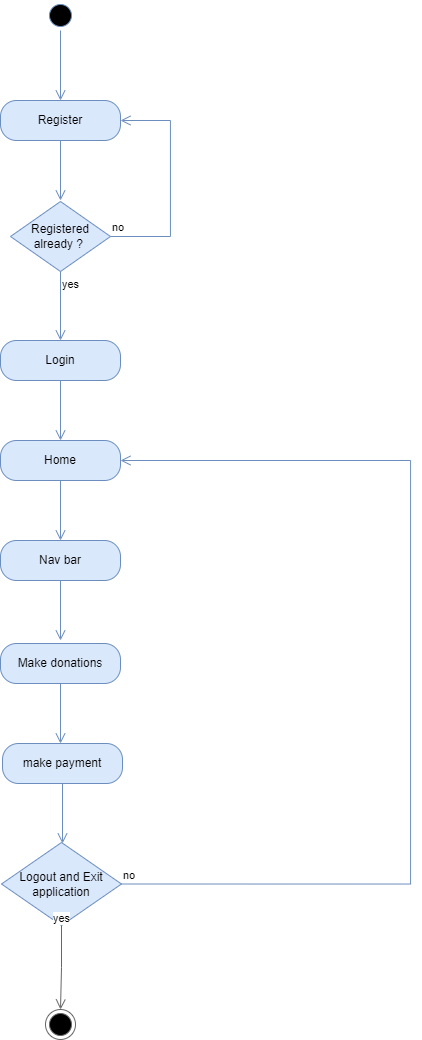 Register
Registered
already ?
no
yes
Login
Home
Nav bar
Make donations
make payment
Logout and Exit
application
no
yes